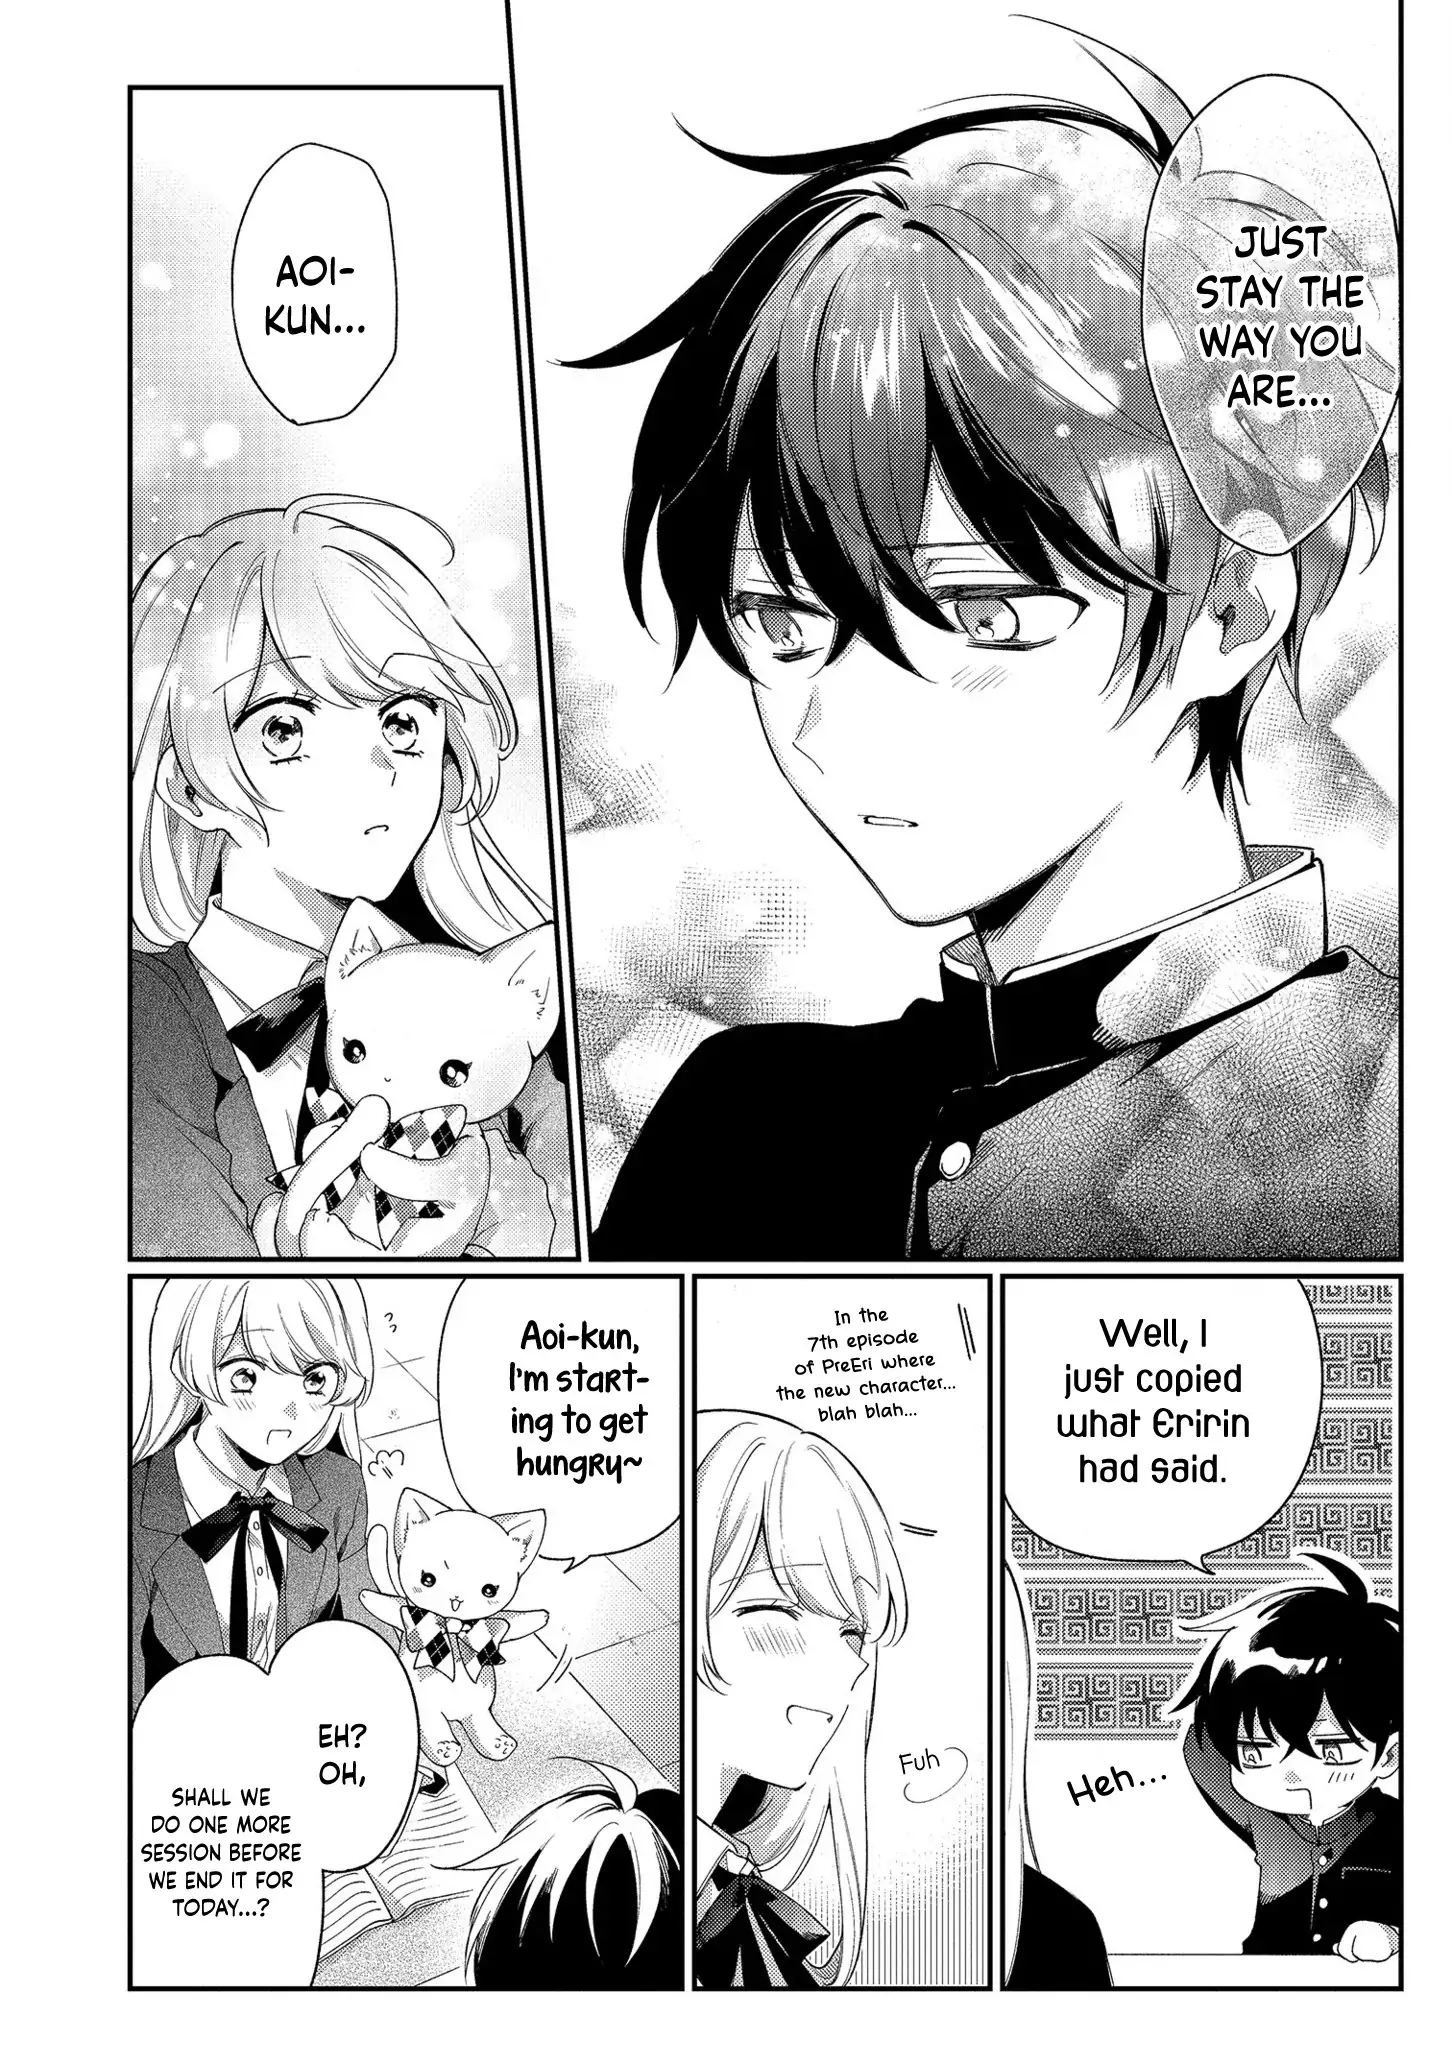 JUST
STAY THE
WAY YOU
ARE...
AOI-
KUN...
Well, I
just copied
what Eririn
had said.
Heh...
In the
7th episode
of PreEri where
the new character...
blah blah...
Fuh
Aoi-kun,
I'm start-
ing to get
hungry~
EH?
OH,
SHALL WE
DO ONE MORE
SESSION BEFORE
WE END IT FOR
TODAY...?